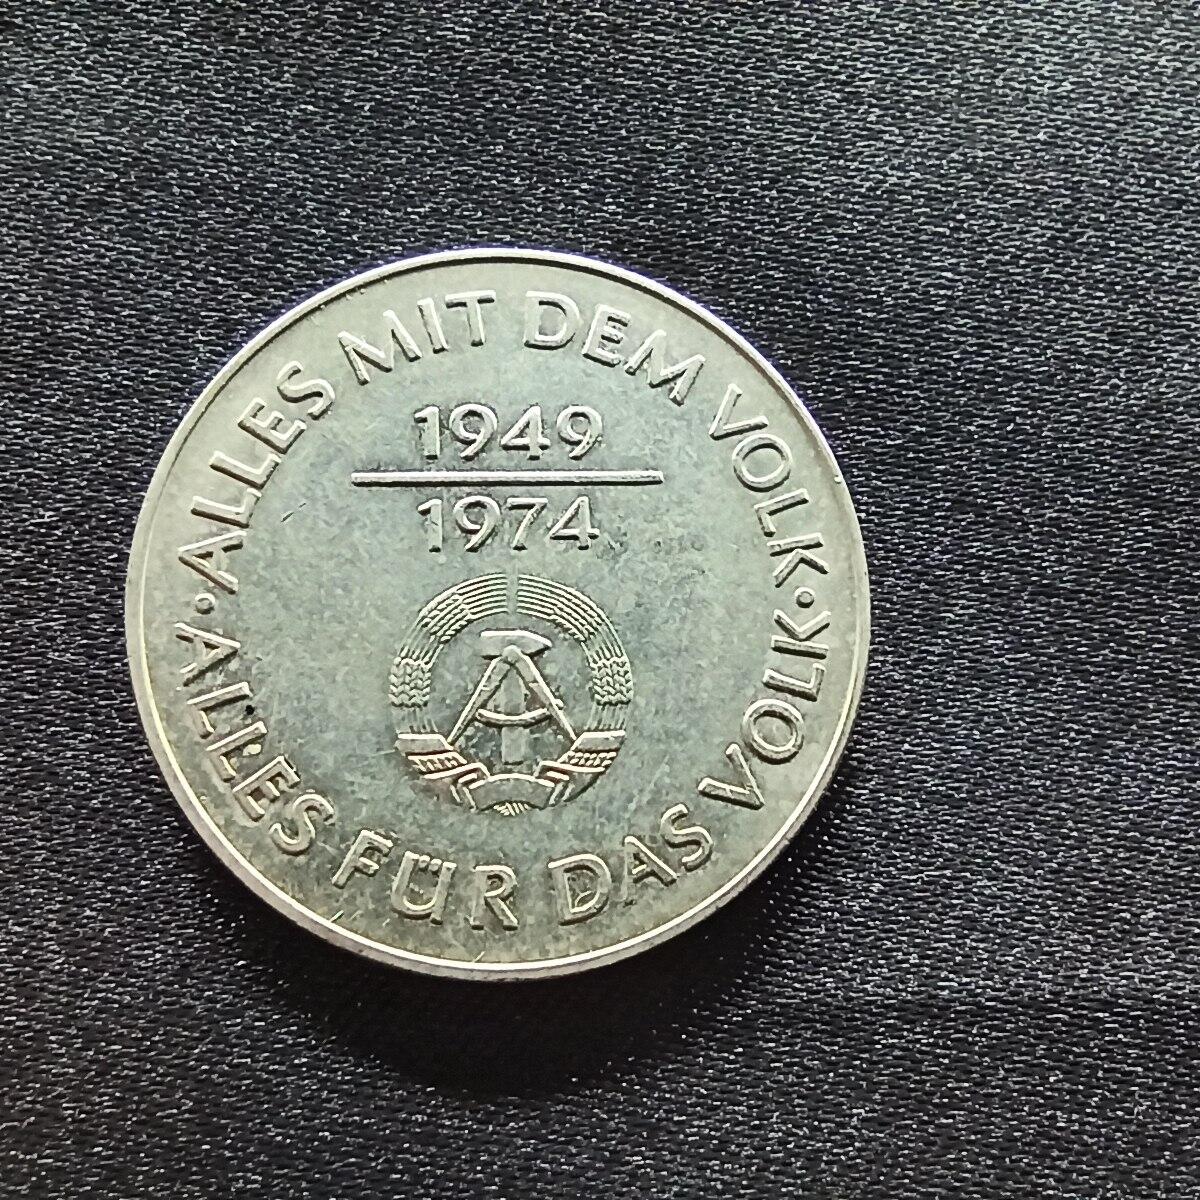 ·ALLES MIT DEM VOLK·
1949
1974
ALLES FÜR DAS VOLK